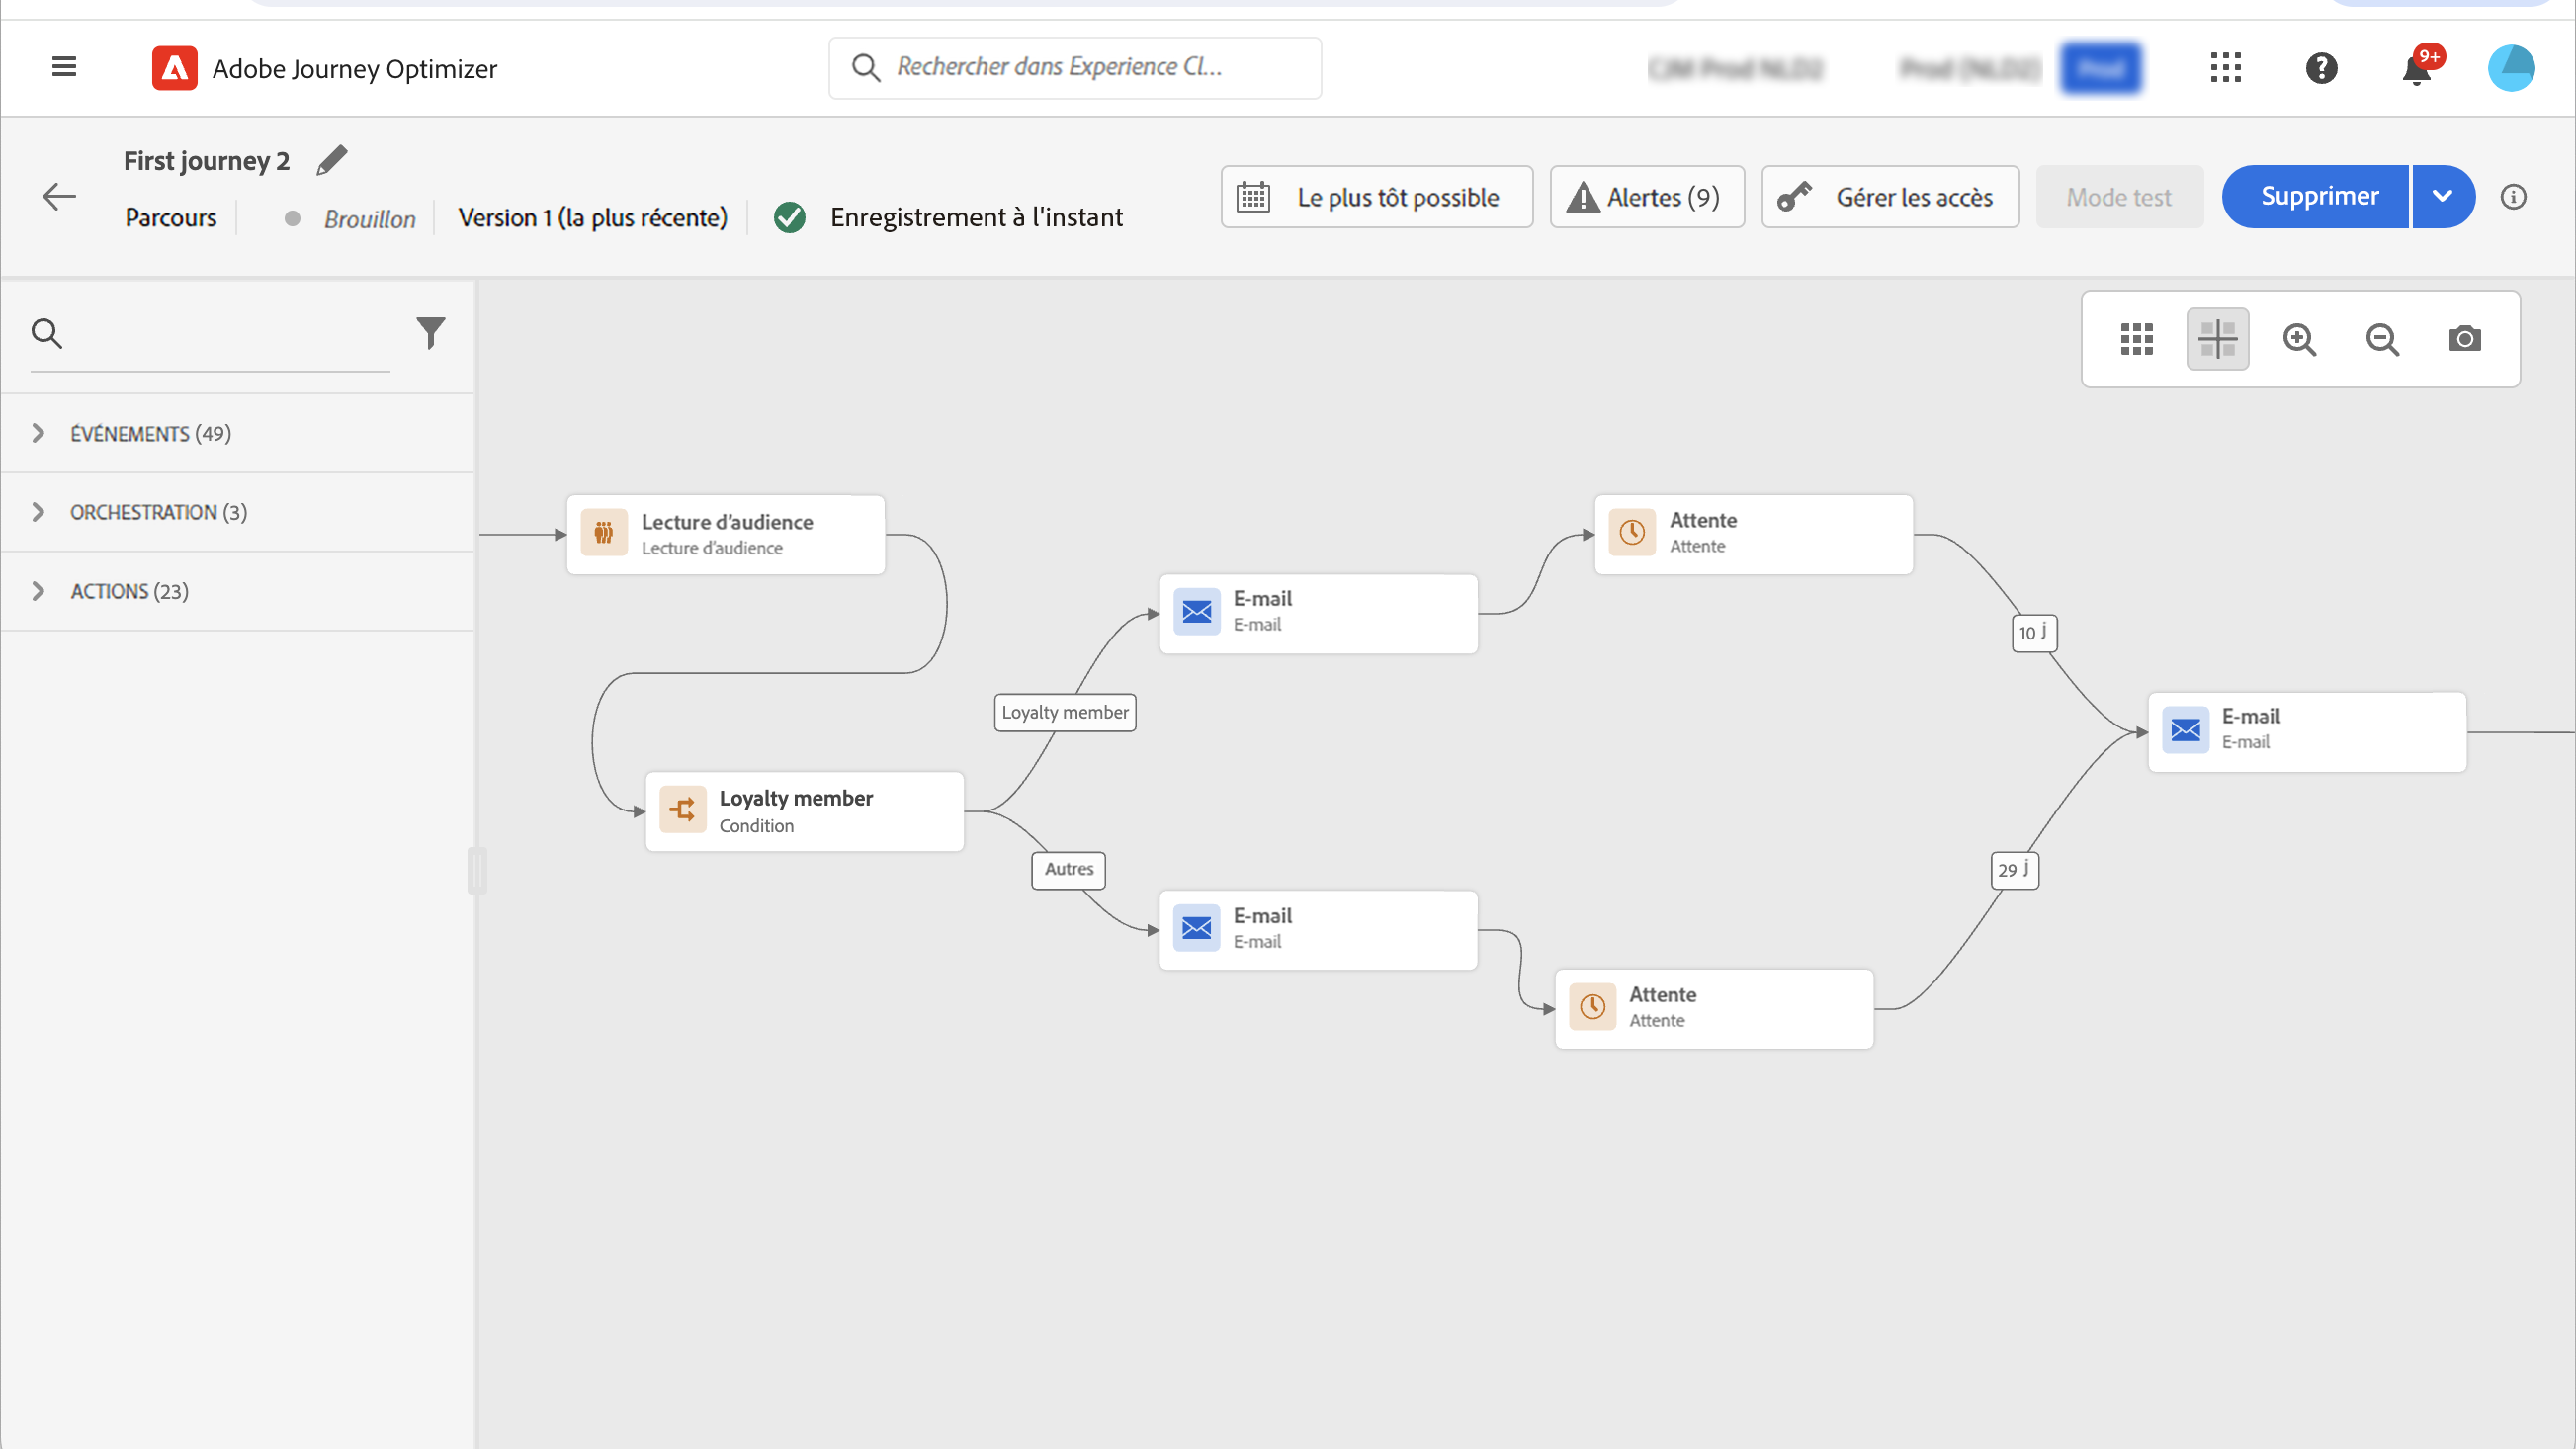 Adobe Journey Optimizer
Rechercher dans Experience Cl...
9+
First journey 2
Parcours
Brouillon
Version 1 (la plus récente)
Enregistrement à l'instant
Le plus tôt possible
Alertes (9)
Gérer les accès
Mode test
Supprimer
ÉVÉNEMENTS (49)
ORCHESTRATION (3)
ACTIONS (23)
Lecture d'audience
Lecture d'audience
Attente
Attente
E-mail
E-mail
10 j
Loyalty member
E-mail
E-mail
Loyalty member
Condition
Autres
29 j
E-mail
E-mail
Attente
Attente